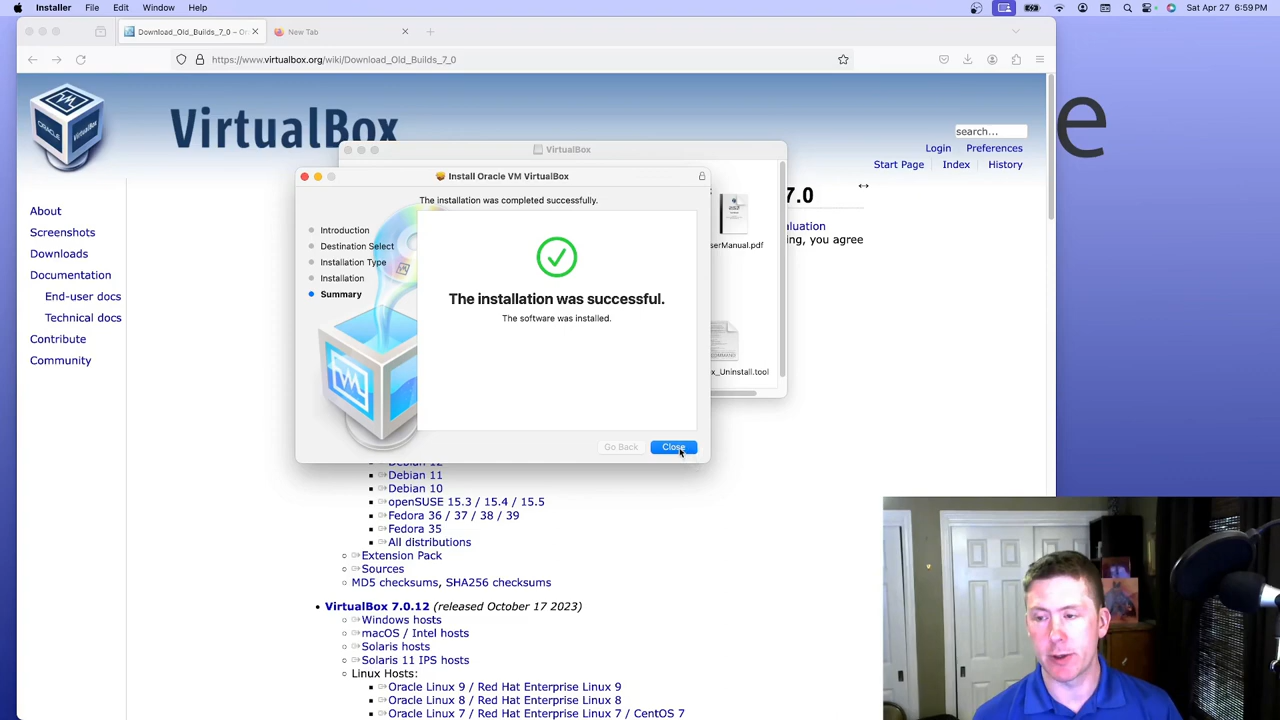 Installer File Edit Window Help Sat Apr 27 6:59 PM
Download_Old_Builds_7_0 – Or New Tab
https://www.virtualbox.org/wiki/Download_Old_Builds_7_0
VirtualBox
e
search...
Login Preferences
Start Page Index History
About
Screenshots
Downloads
Documentation
End-user docs
Technical docs
Contribute
Community
VirtualBox
serManual.pdf
x_Uninstall.tool
7.0
aluation
ing, you agree
Install Oracle VM VirtualBox
The installation was completed successfully.
Introduction
Destination Select
Installation Type
Installation
Summary
The installation was successful.
The software was installed.
Go Back Close
Debian 12
Debian 11
Debian 10
openSUSE 15.3 / 15.4 / 15.5
Fedora 36 / 37 / 38 / 39
Fedora 35
All distributions
Extension Pack
Sources
MD5 checksums, SHA256 checksums
VirtualBox 7.0.12 (released October 17 2023)
Windows hosts
macOS / Intel hosts
Solaris hosts
Solaris 11 IPS hosts
Linux Hosts:
Oracle Linux 9 / Red Hat Enterprise Linux 9
Oracle Linux 8 / Red Hat Enterprise Linux 8
Oracle Linux 7 / Red Hat Enterprise Linux 7 / CentOS 7